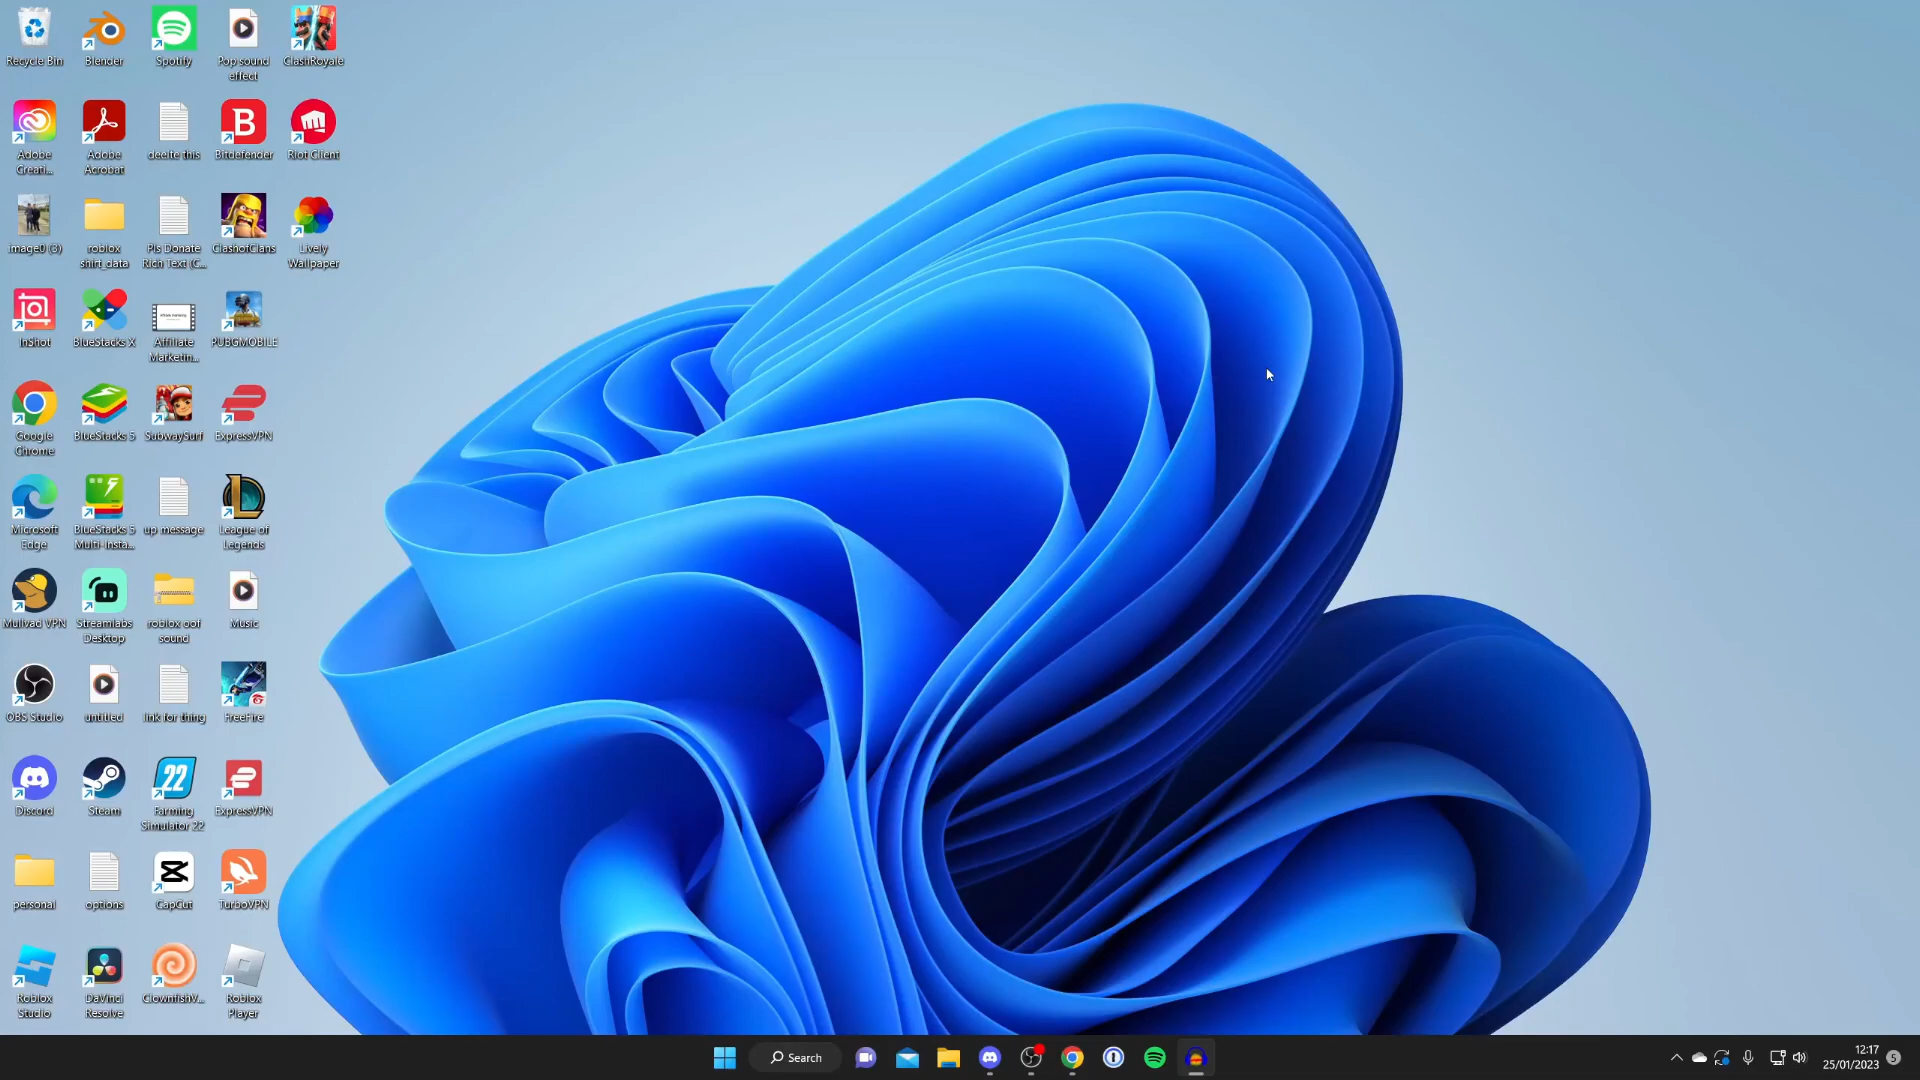 Recycle Bin
Blender
Spotify
Pop sound
effect
ClashRoyale
Adobe
Creati...
Adobe
Acrobat
deelte this
Bitdefender
Riot Client
image0 (3)
roblox
shirt_data
Pls Donate
Rich Text (C...
ClashofClans
Lively
Wallpaper
InShot
BlueStacks X
Affiliate
Marketin...
PUBGMOBILE
Google
Chrome
BlueStacks 5
SubwaySurf
ExpressVPN
Microsoft
Edge
BlueStacks 5
Multi-Insta...
up message
League of
Legends
Mullvad VPN
Streamlabs
Desktop
roblox oof
sound
Music
OBS Studio
untitled
link for thing
FreeFire
Discord
Steam
22
Farming
Simulator 22
ExpressVPN
personal
options
CapCut
TurboVPN
Roblox
Studio
DaVinci
Resolve
ClownfishV...
Roblox
Player
Search
12:17
25/01/2023
5